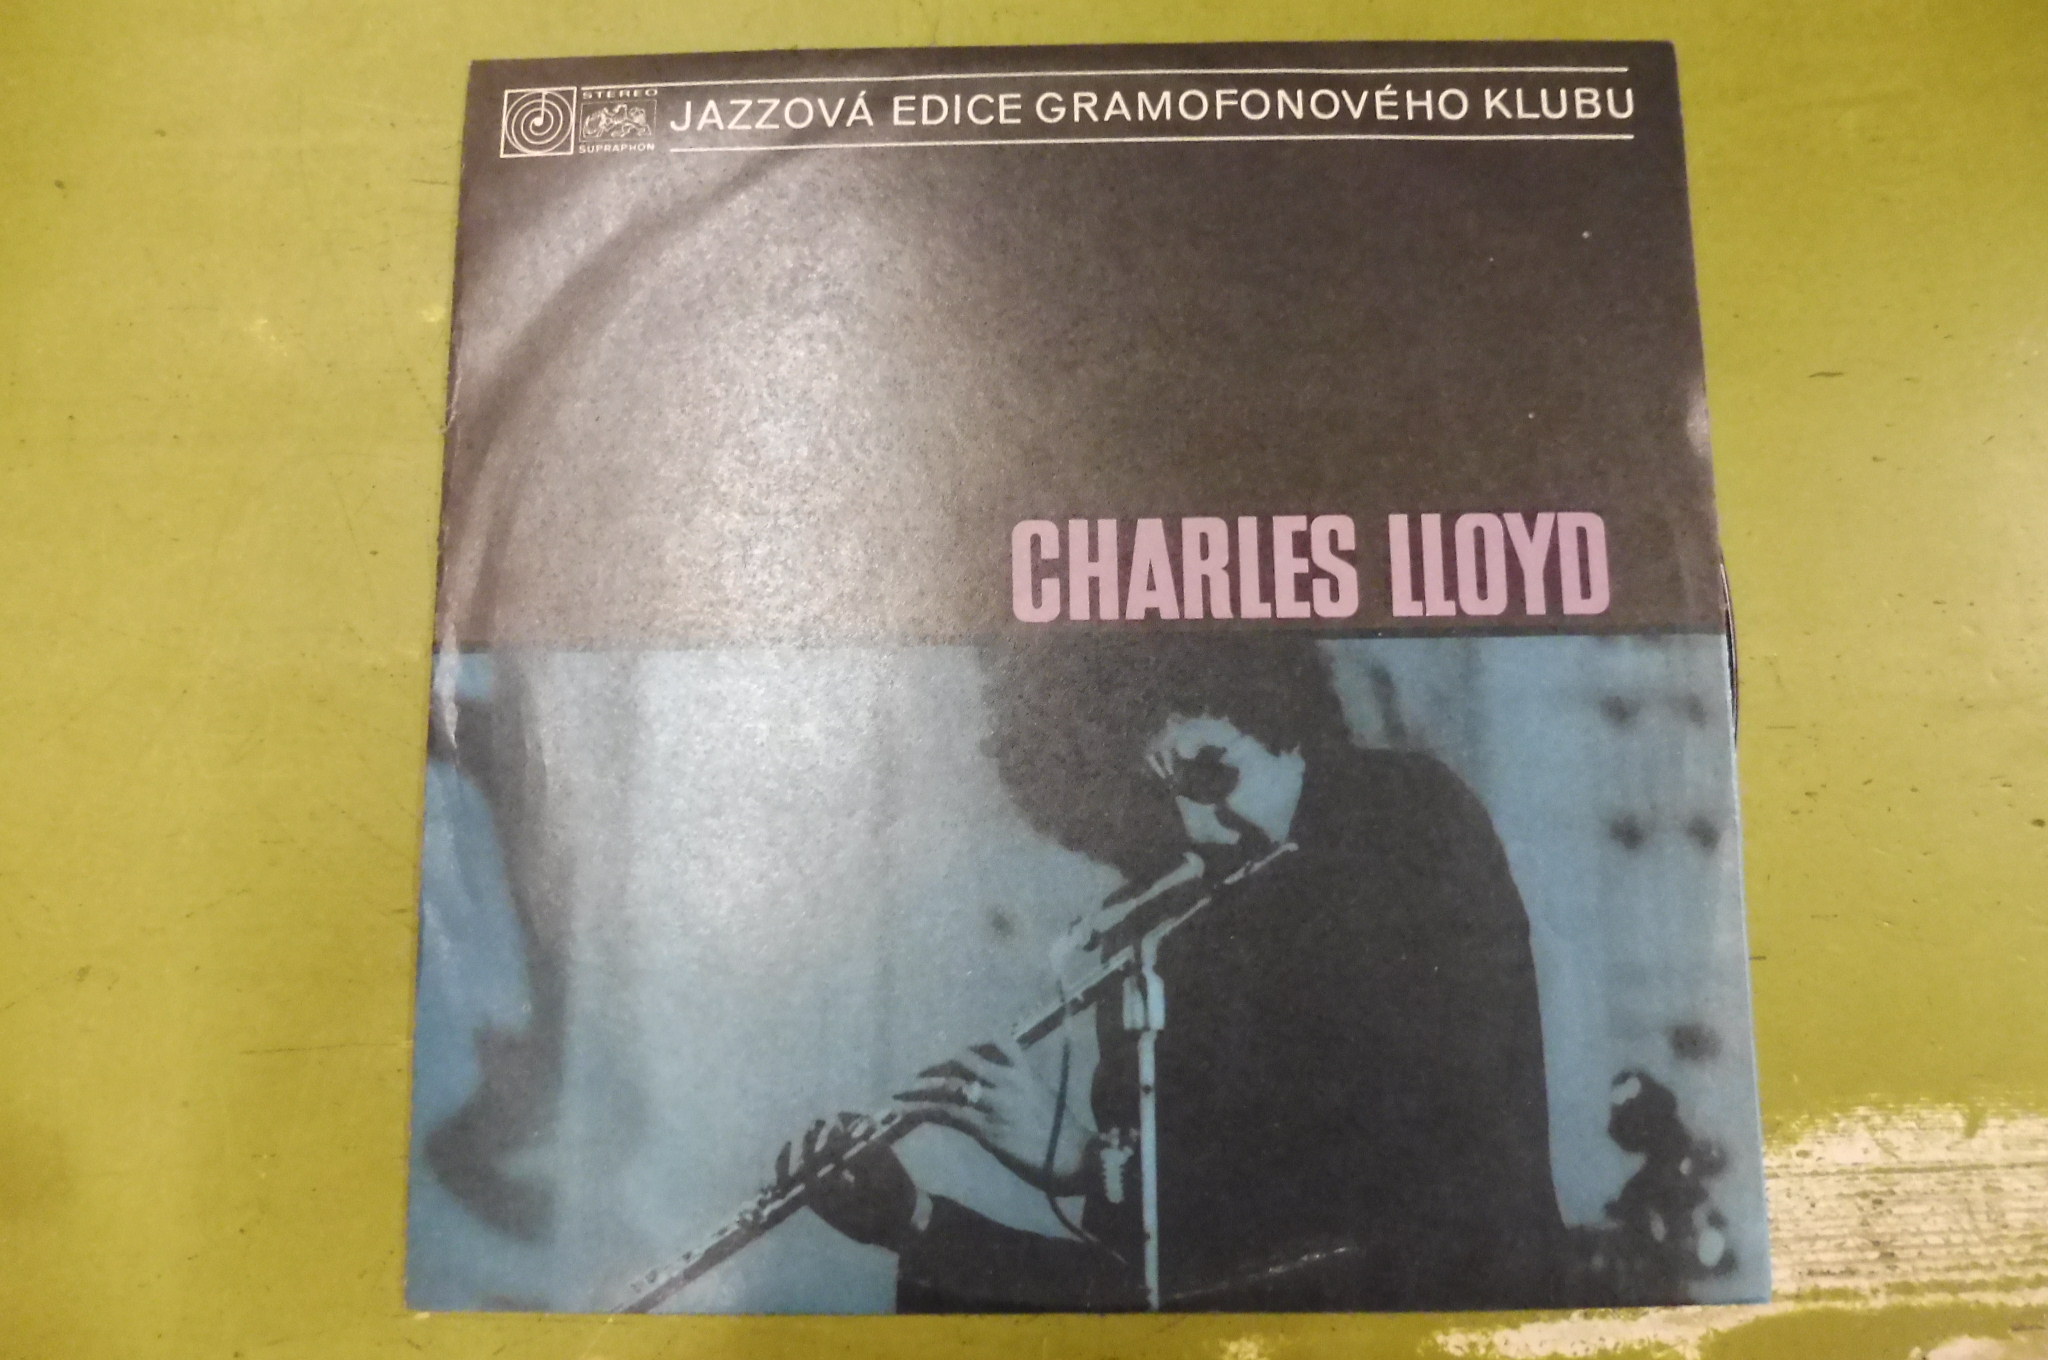 STEREO
SUPRAPHON
JAZZOVÁ EDICE GRAMOFONOVÉHO KLUBU
CHARLES LLOYD